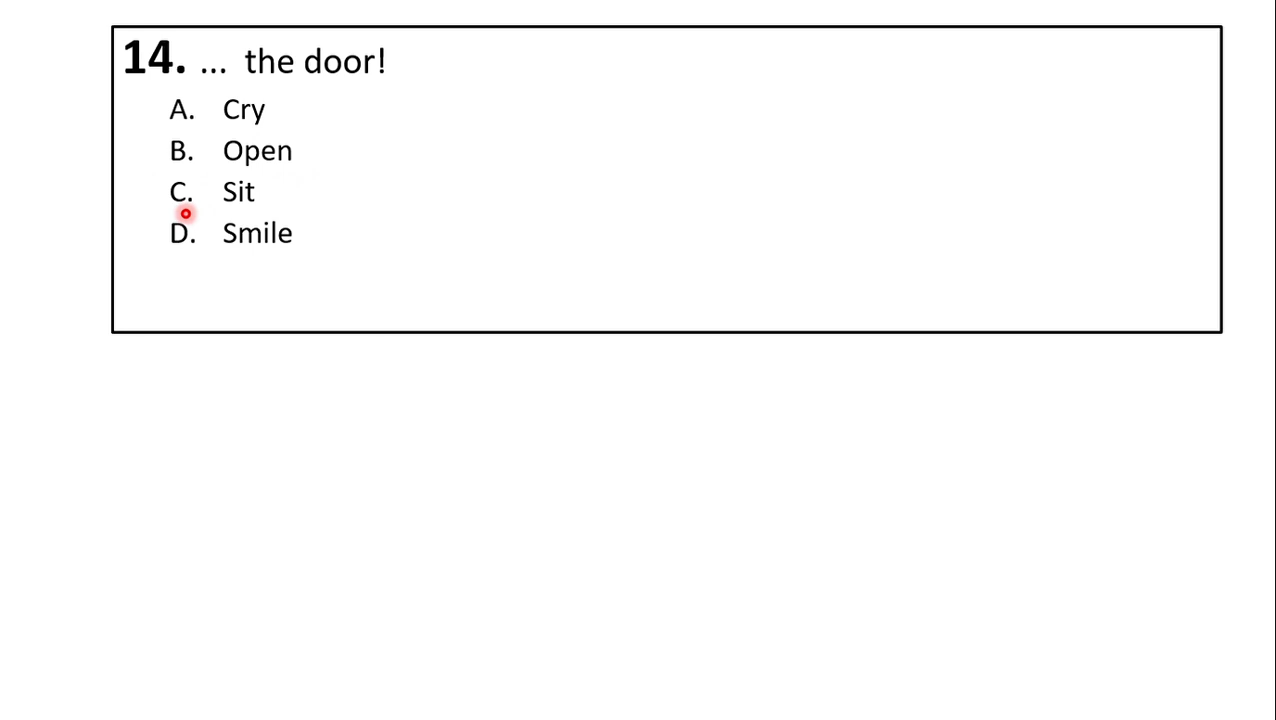 14. ... the door!
A. Cry
B. Open
C. Sit
D. Smile